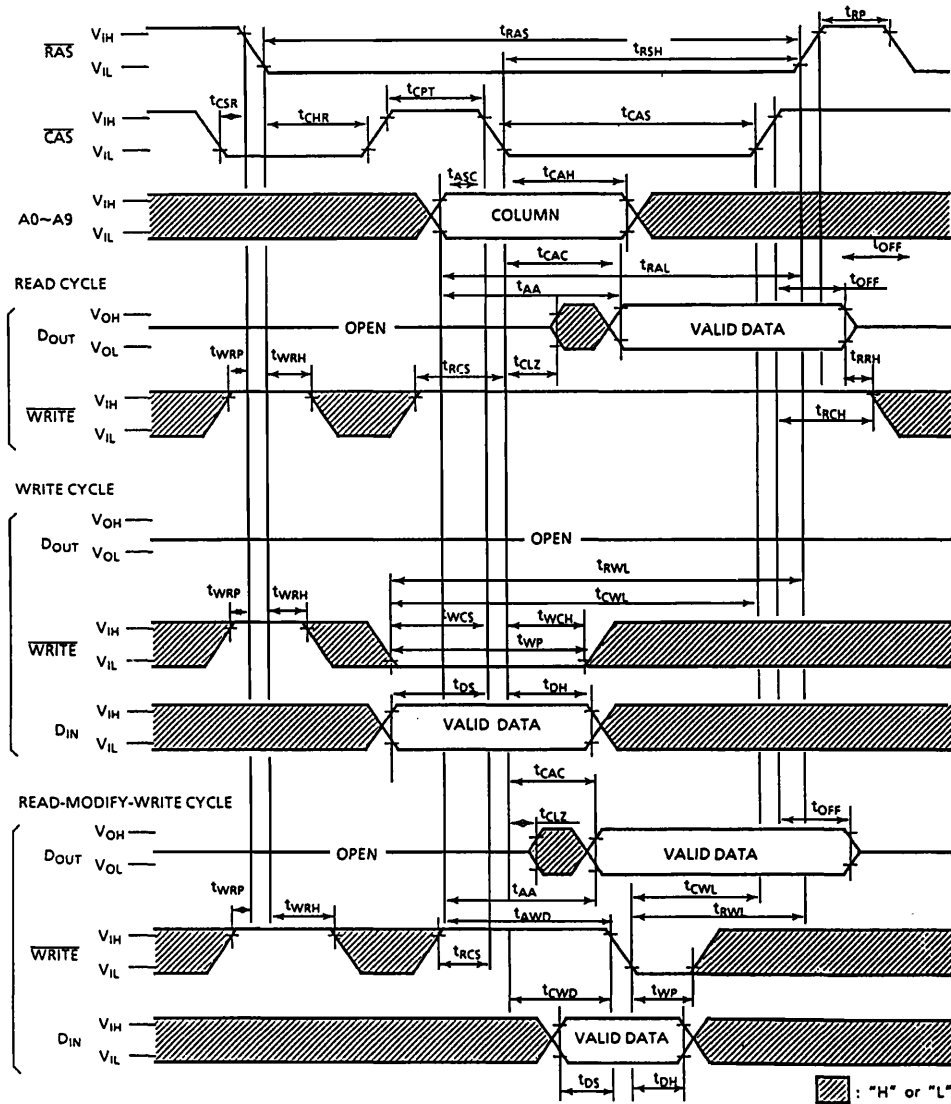 tRP
RAS VIH tRAS
VIL tRSH
tCSR tCHR tCPT
CAS VIH tCAS
VIL
tASC tCAH
A0~A9 VIH COLUMN
VIL
tCAC tRAL tOFF
tAA tOFF
READ CYCLE
DOUT VOH OPEN VALID DATA
VOL
tWRP tWRH tRCS tCLZ tRRH
WRITE VIH
VIL tRCH
WRITE CYCLE
DOUT VOH OPEN
VOL
tRWL
tWRP tWRH tCWL
WRITE VIH tWCS tWCH
VIL tWP
tDS tDH
DIN VIH VALID DATA
VIL
tCAC
READ-MODIFY-WRITE CYCLE
tCLZ tOFF
DOUT VOH OPEN VALID DATA
VOL
tWRP tWRH tAA tCWL
tAWD tRWL
WRITE VIH
VIL tRCS
tCWD tWP
DIN VIH VALID DATA
VIL
tDS tDH
: "H" or "L"